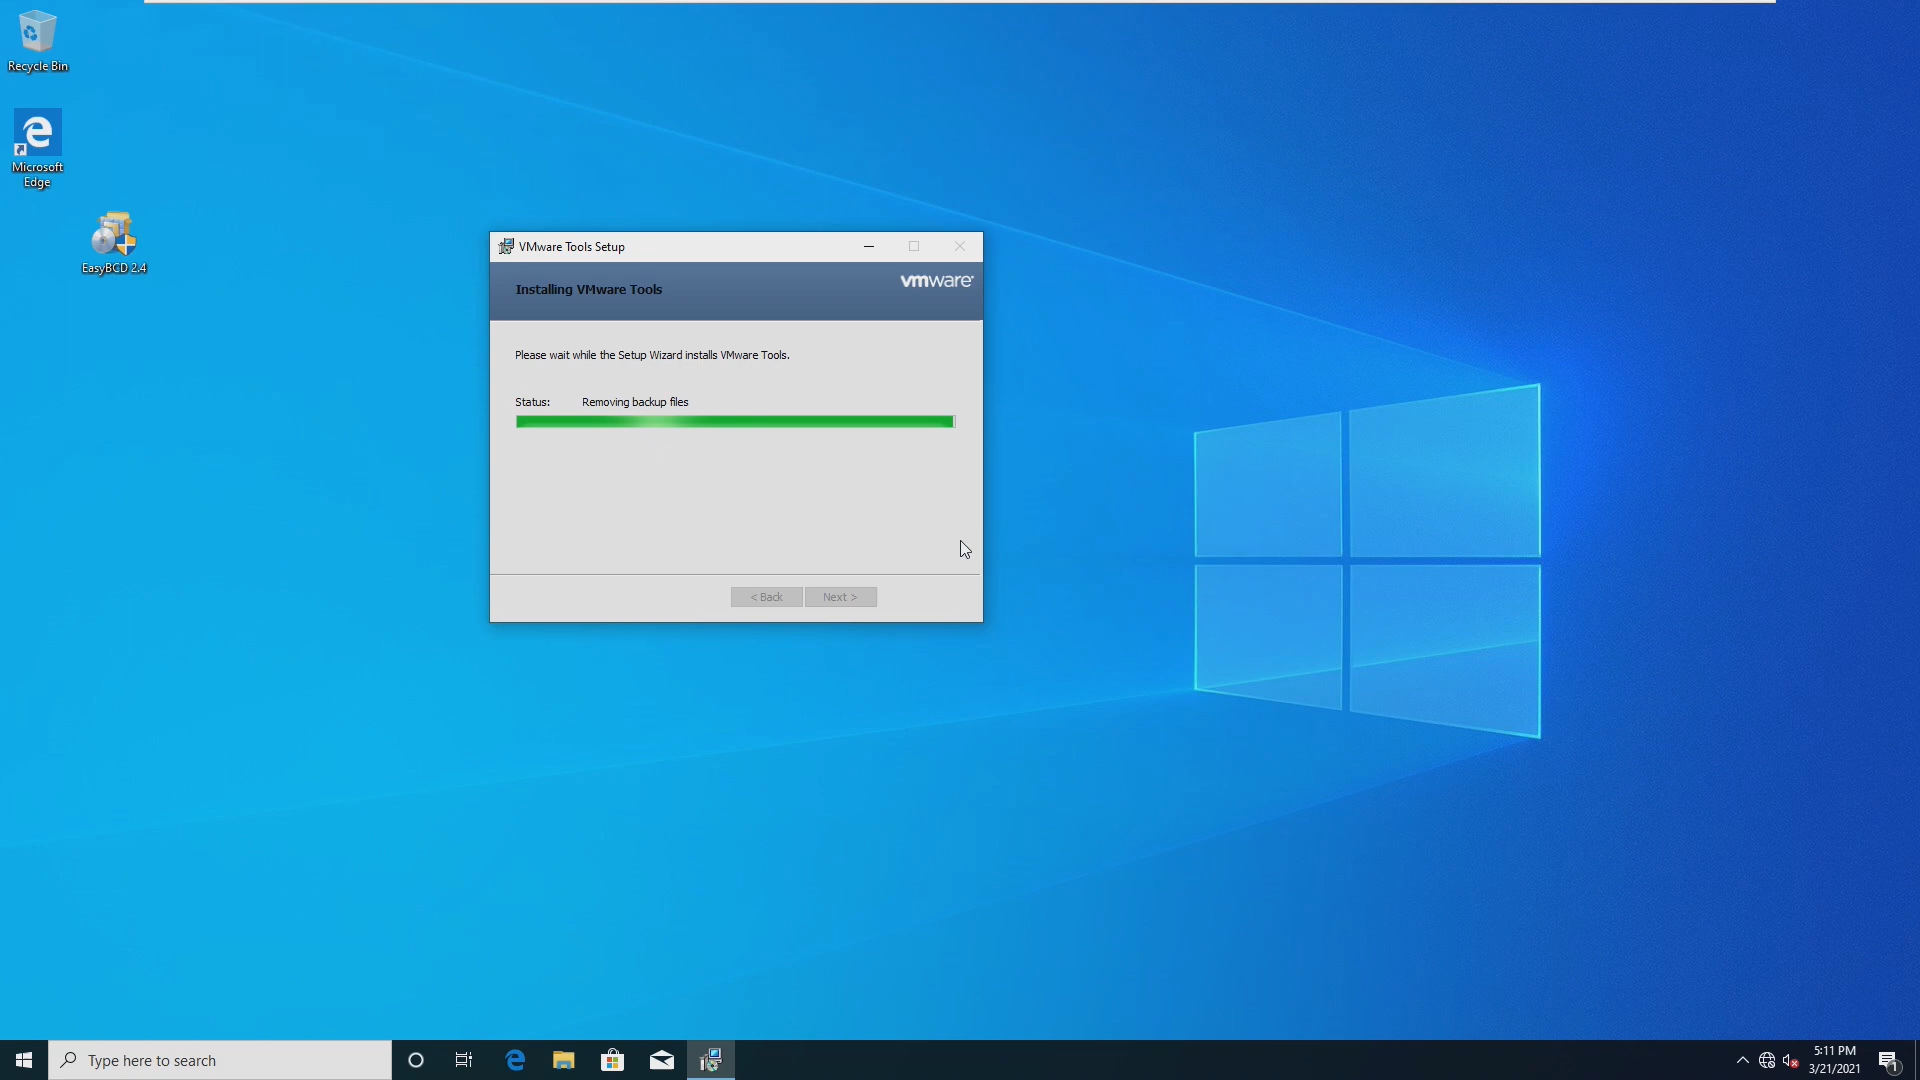 Recycle Bin
Microsoft
Edge
EasyBCD 2.4
VMware Tools Setup
Installing VMware Tools
vmware
Please wait while the Setup Wizard installs VMware Tools.
Status: Removing backup files
< Back Next >
Type here to search
5:11 PM
3/21/2021
1